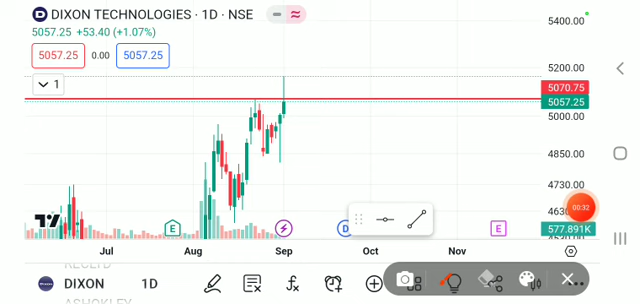 DIXON TECHNOLOGIES · 1D · NSE
5057.25 +53.40 (+1.07%)
5057.25 0.00 5057.25
1
5400.00
5200.00
5070.75
5057.25
5000.00
4850.00
4730.00
577.891K
00:32
E D E
Jul Aug Sep Oct Nov
DIXON 1D